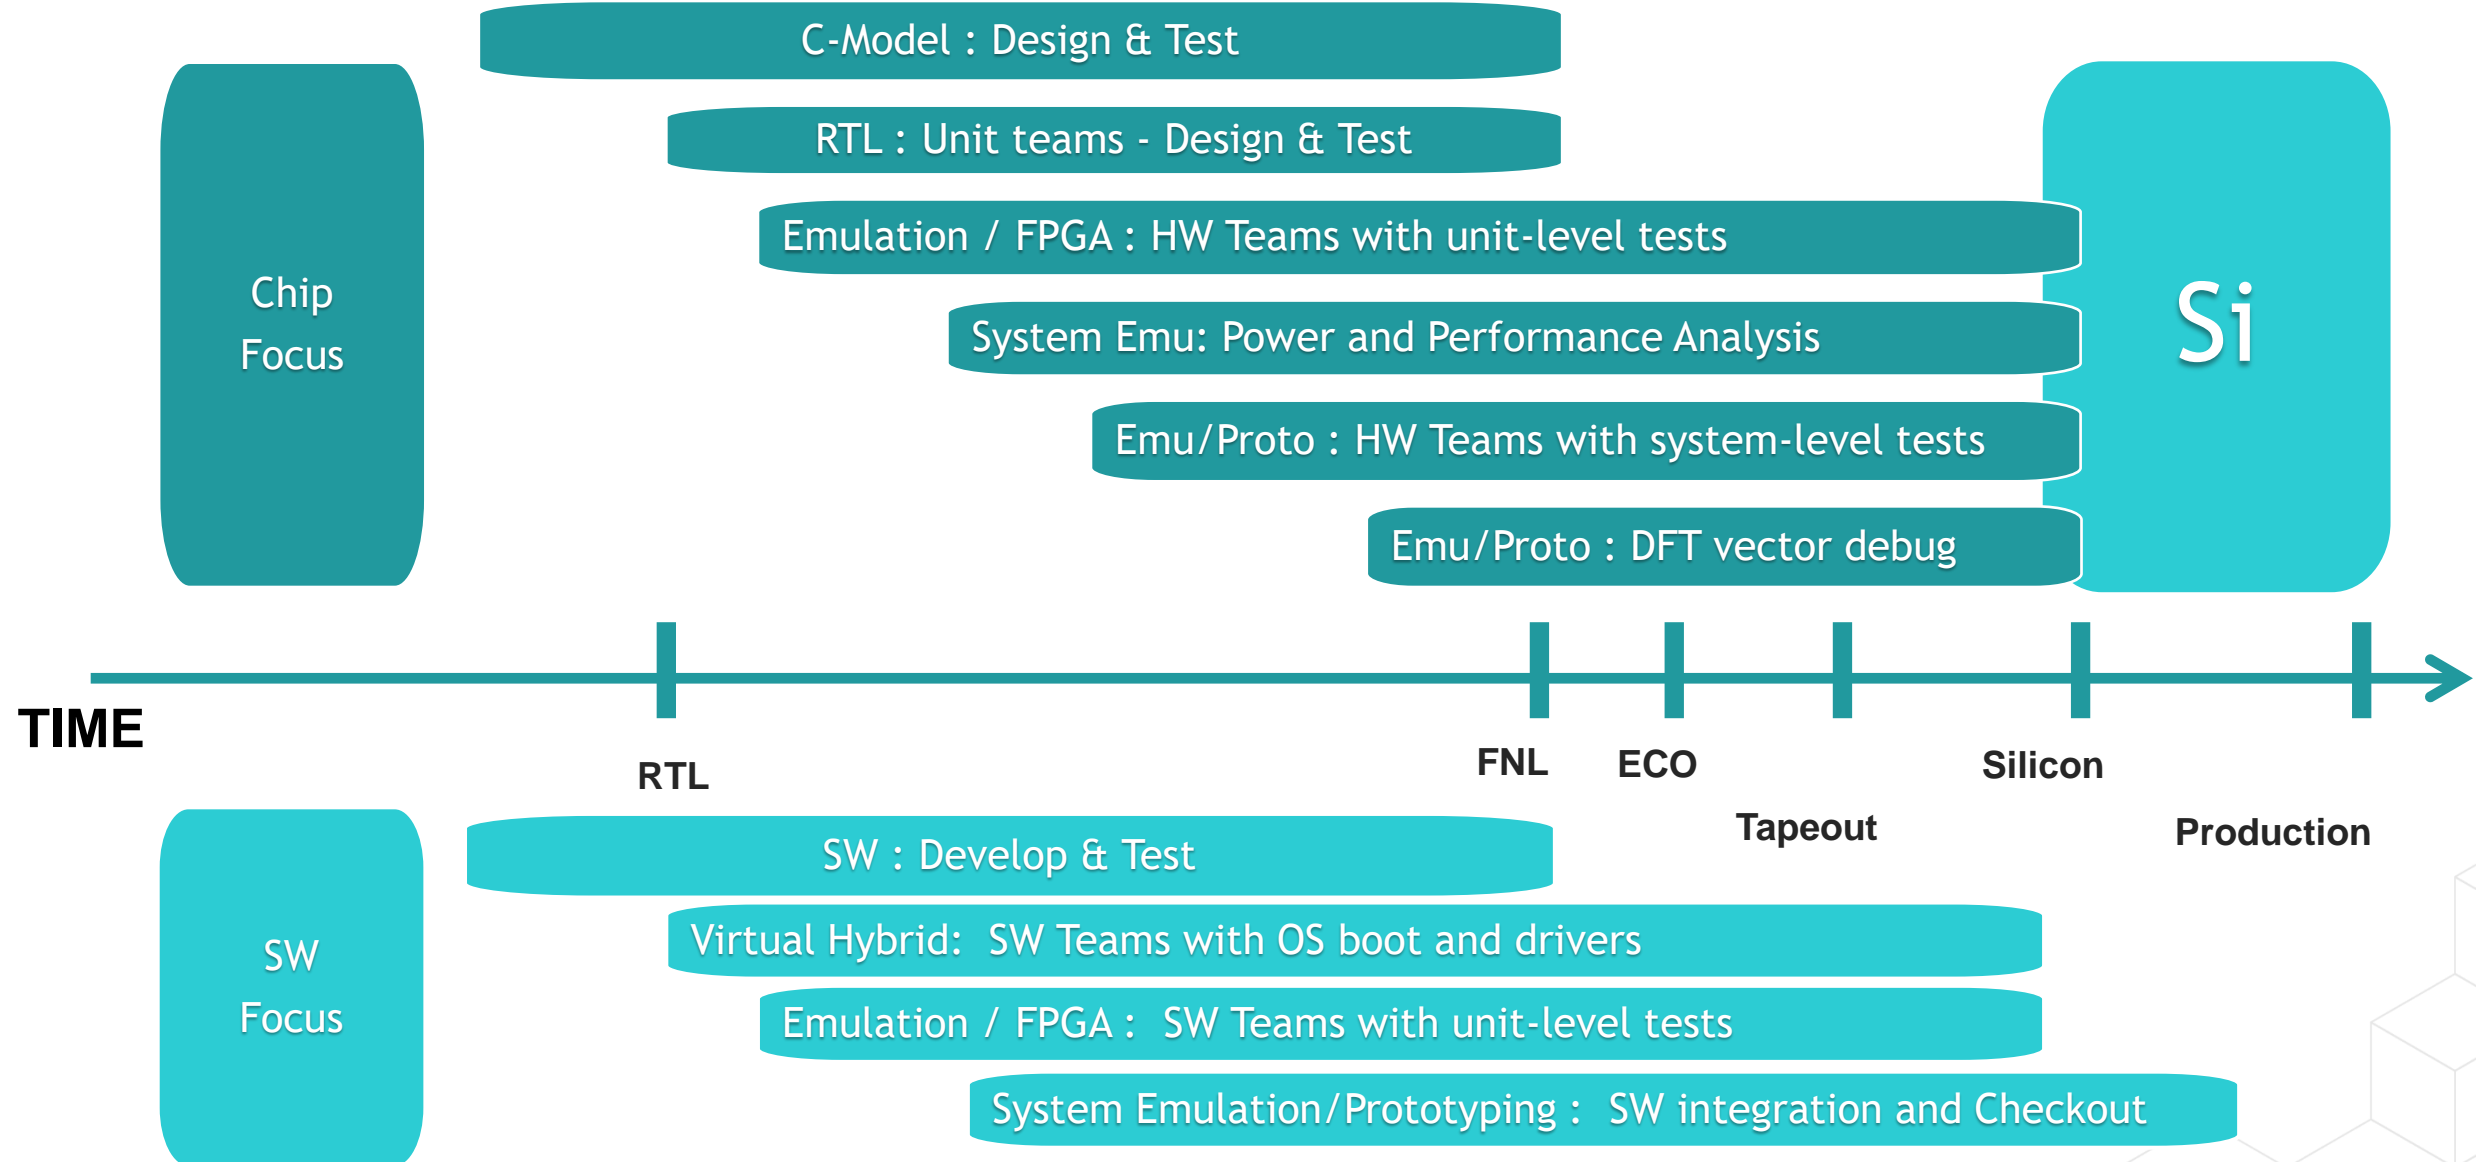 C-Model : Design & Test
RTL : Unit teams - Design & Test
Emulation / FPGA : HW Teams with unit-level tests
Chip
Focus
System Emu: Power and Performance Analysis
Si
Emu/Proto : HW Teams with system-level tests
Emu/Proto : DFT vector debug
TIME
RTL
FNL
ECO
Silicon
Tapeout
Production
SW : Develop & Test
SW
Focus
Virtual Hybrid:  SW Teams with OS boot and drivers
Emulation / FPGA :  SW Teams with unit-level tests
System Emulation/Prototyping :  SW integration and Checkout